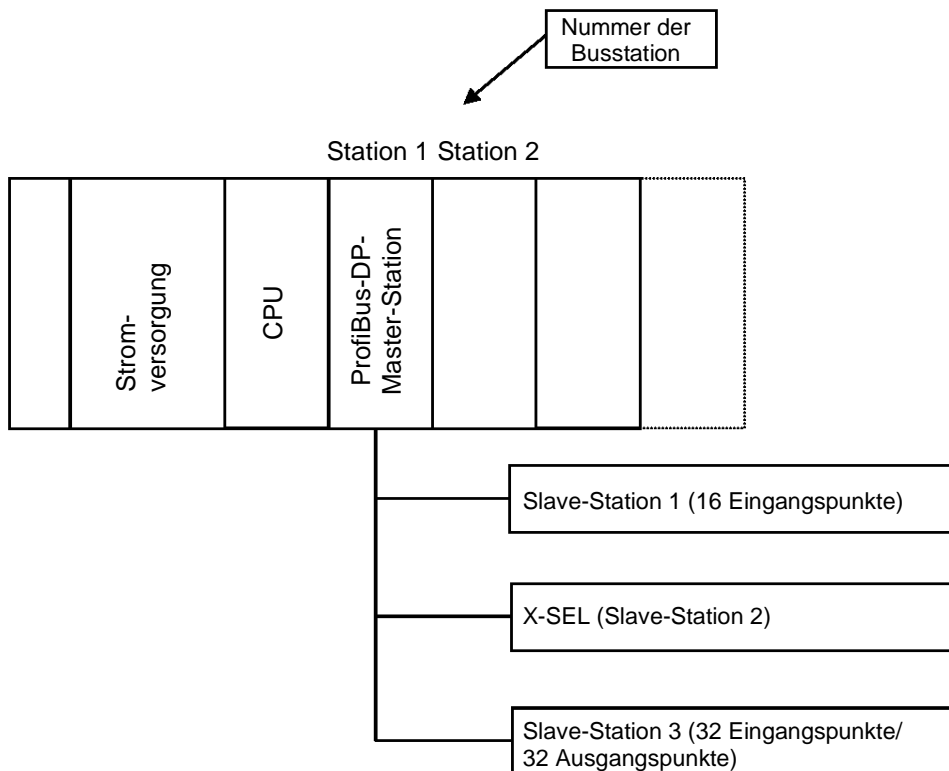 Nummer der
Busstation
Station 1 Station 2
Strom-
versorgung
CPU
ProfiBus-DP-
Master-Station
Slave-Station 1 (16 Eingangspunkte)
X-SEL (Slave-Station 2)
Slave-Station 3 (32 Eingangspunkte/
32 Ausgangspunkte)